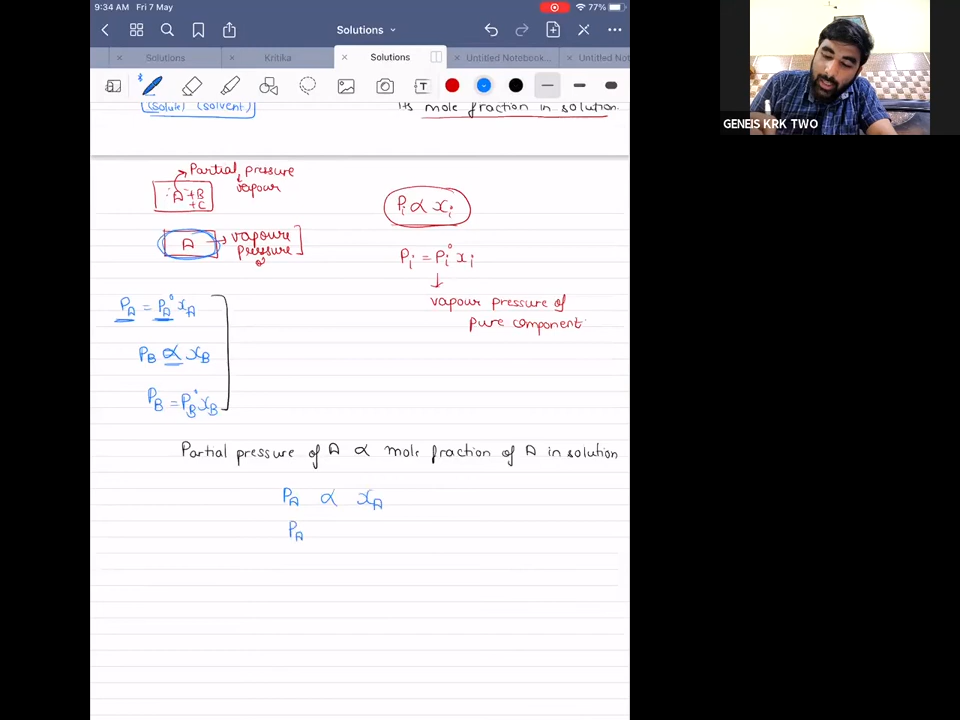 9:34 AM Fri 7 May
77%
Solutions
Solutions
Kritika
Solutions
Untitled Notebook...
Untitled Not
T
(solute) (solvent)
its mole fraction in solution.
Partial pressure
vapour
A+B
+C
A
vapoure
pressure
Pi ∝ xi
Pi = Pi° xi
vapour pressure of
pure component
PA = PA° xA
PB ∝ xB
PB = PB° xB
Partial pressure of A ∝ mole fraction of A in solution
PA ∝ xA
PA
GENEIS KRK TWO